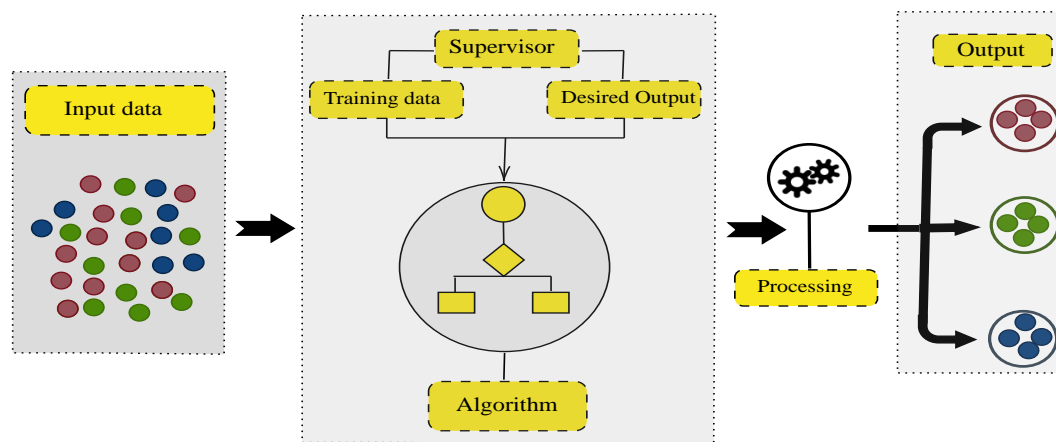 Input data
Supervisor
Training data
Desired Output
Algorithm
Processing
Output